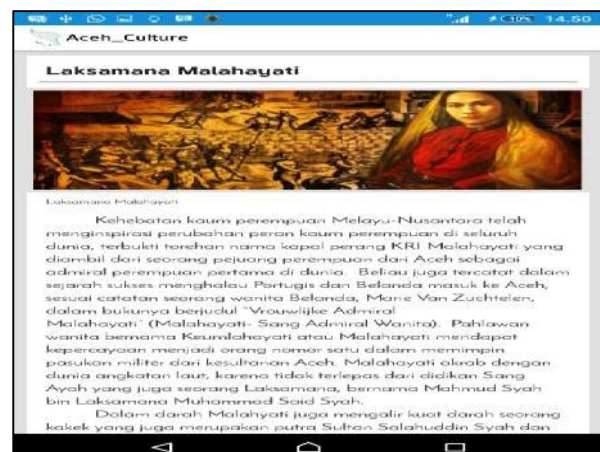 10% 14.50
Aceh_Culture
Laksamana Malahayati
Laksamana Malahayati
Kehebatan kaum perempuan Melayu-Nusantara telah
menginspirasi perubahan peran kaum perempuan di seluruh
dunia, terbukti torehan nama kapal perang KRI Malahayati yang
diambil dari seorang pejuang perempuan dari Aceh sebagai
admiral perempuan pertama di dunia. Beliau juga tercatat dalam
sejarah sukses menghalau Portugis dan Belanda masuk ke Aceh,
sesuai catatan seorang wanita Belanda, Marie Van Zuchtelen,
dalam bukunya berjudul "Vrouwlijke Admiral
Malahayati" (Malahayati- Sang Admiral Wanita). Pahlawan
wanita bernama Keumlahayati atau Malahayati mendapat
kepercayaan menjadi orang nomor satu dalam memimpin
pasukan militer dari kesultanan Aceh. Malahayati akrab dengan
dunia angkatan laut, karena tidak terlepas dari didikan Sang
Ayah yang juga seorang Laksamana, bernama Mahmud Syah
bin Laksamana Muhammad Said Syah.
Dalam darah Malahyati juga mengalir kuat darah seorang
kakek yang juga merupakan putra Sultan Salahuddin Syah dan